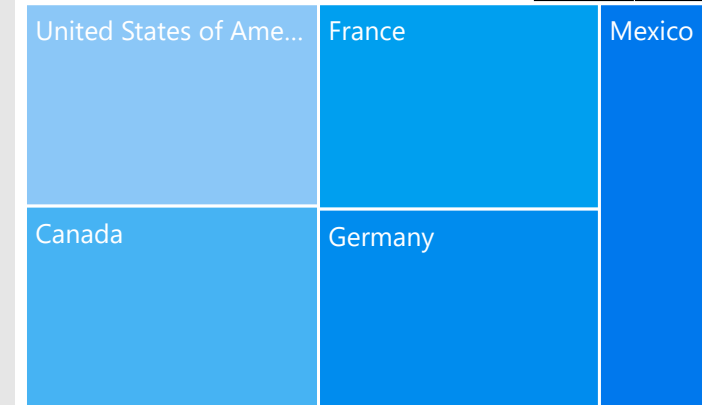 United States of Ame...
France
Mexico
Canada
Germany